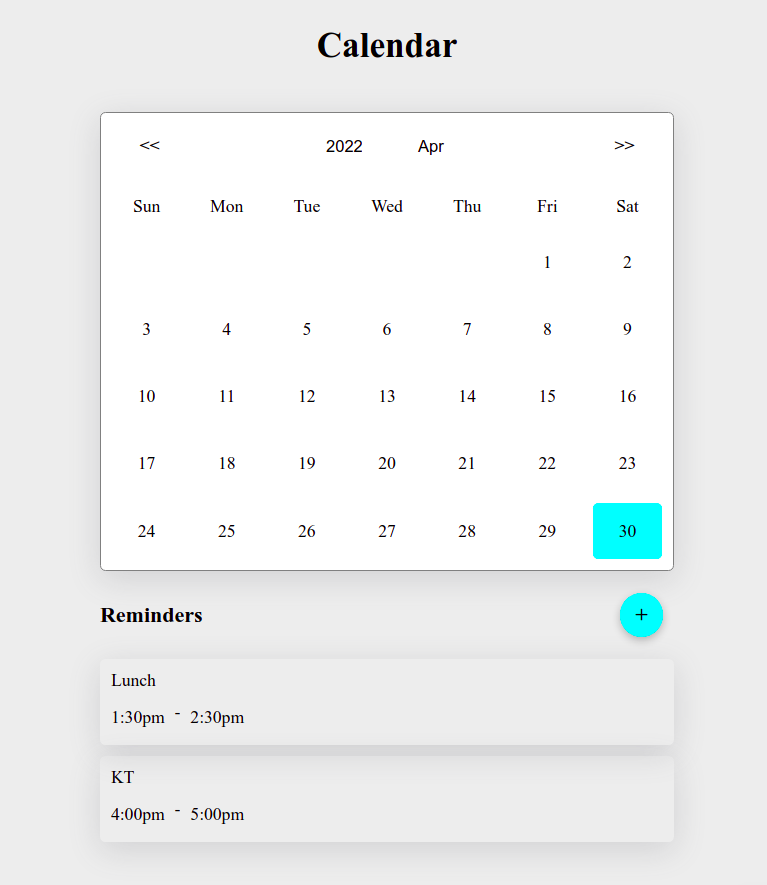 Calendar
<< 2022 Apr >>
Sun Mon Tue Wed Thu Fri Sat
1 2
3 4 5 6 7 8 9
10 11 12 13 14 15 16
17 18 19 20 21 22 23
24 25 26 27 28 29 30
Reminders +
Lunch
1:30pm - 2:30pm
KT
4:00pm - 5:00pm